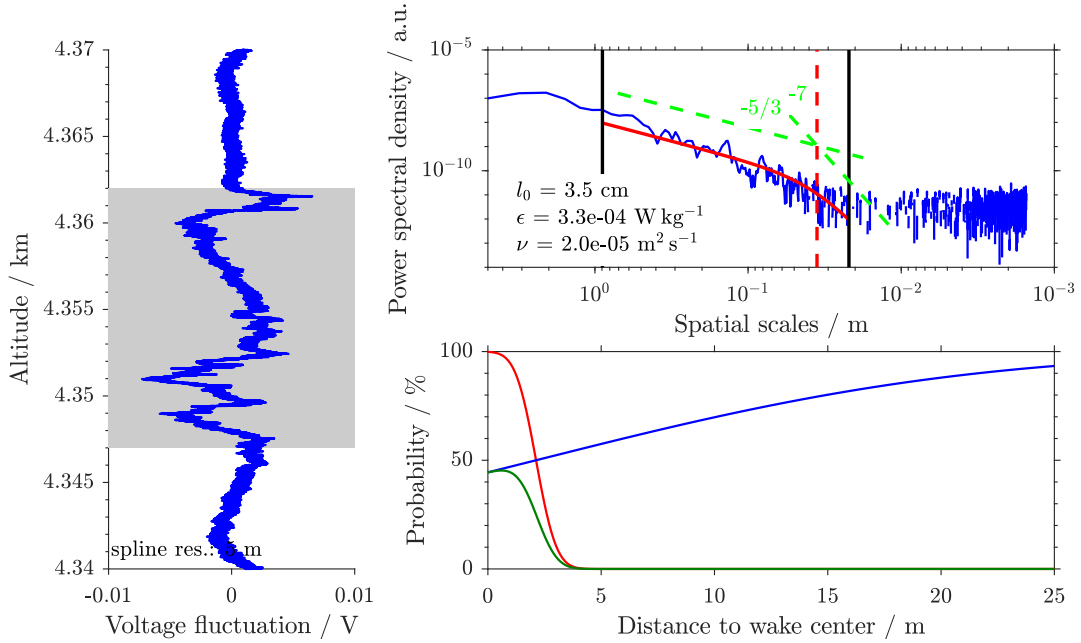 4.37
4.365
4.36
4.355
4.35
4.345
4.34
Altitude / km
spline res.: 5 m
-0.01
0
0.01
Voltage fluctuation / V
Power spectral density / a.u.
10⁻⁵
10⁻¹⁰
-5/3
-7
l₀ = 3.5 cm
ϵ = 3.3e-04 W kg⁻¹
ν = 2.0e-05 m² s⁻¹
10⁰
10⁻¹
10⁻²
10⁻³
Spatial scales / m
Probability / %
100
50
0
0
5
10
15
20
25
Distance to wake center / m